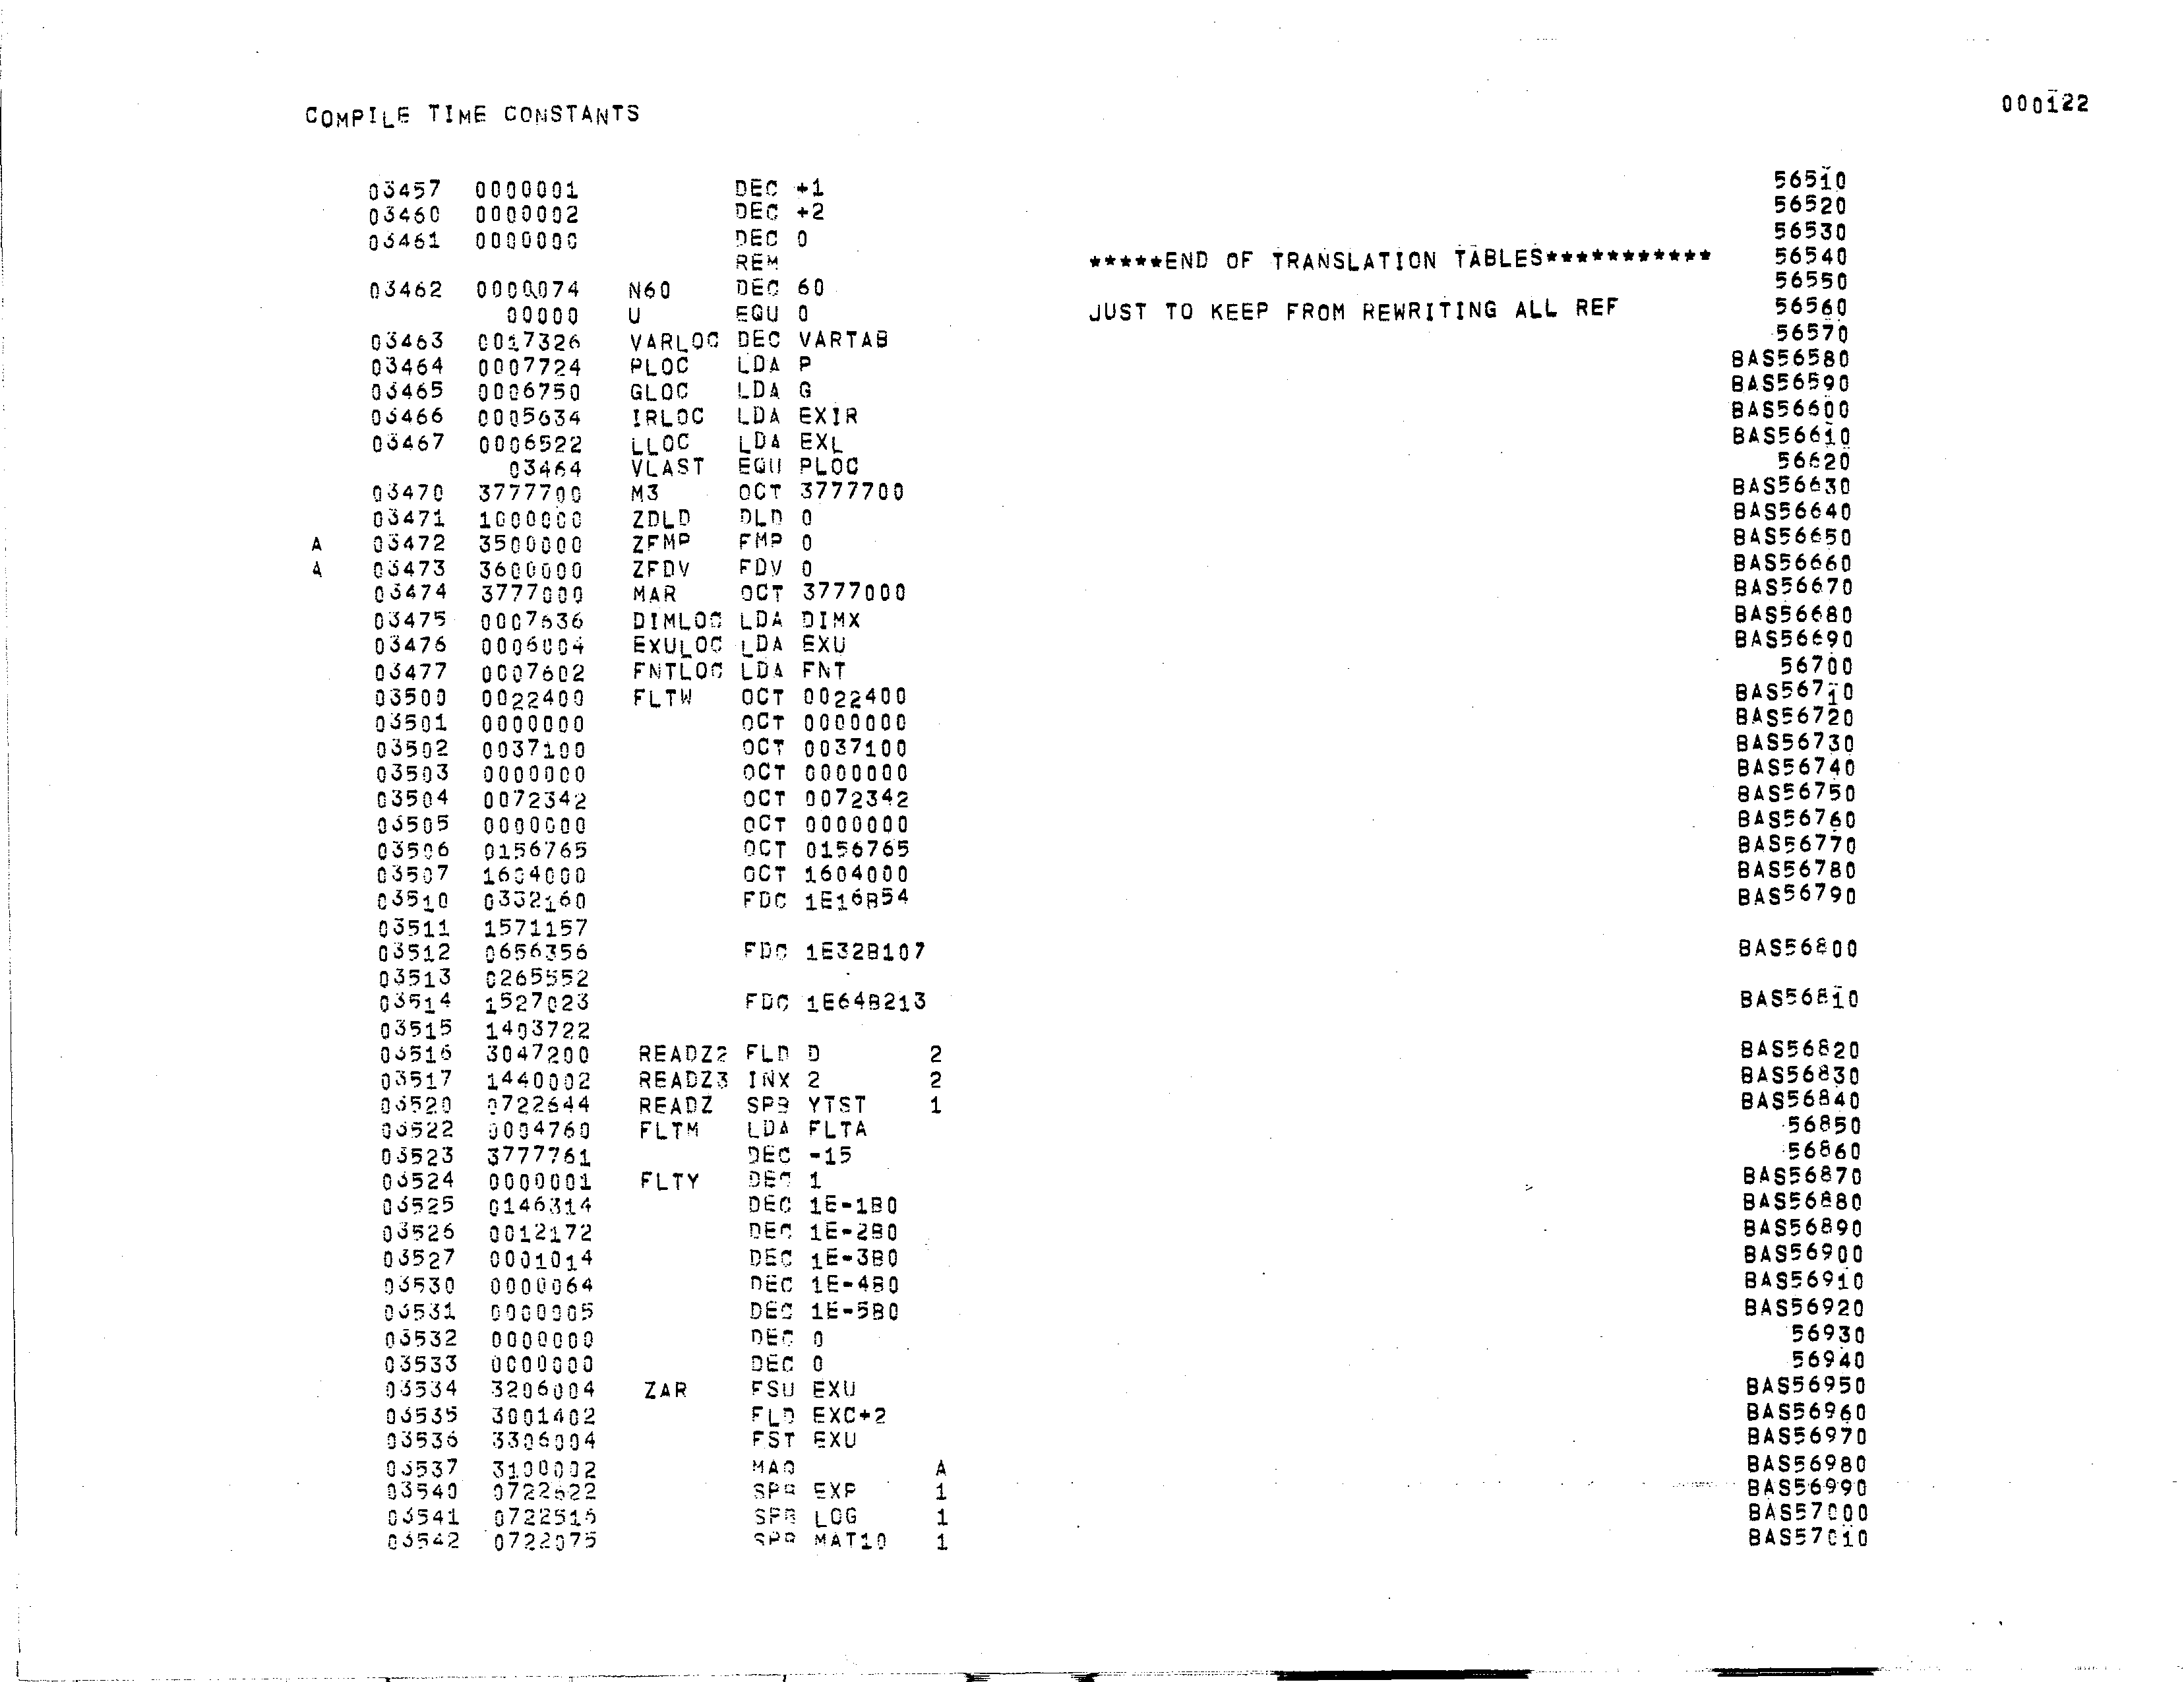 COMPILE TIME CONSTANTS 000122
03457 0000001 DEC +1 56510
03460 0000002 DEC +2 56520
03461 0000000 DEC 0 56530
REM *****END OF TRANSLATION TABLES*********** 56540
03462 0000074 N60 DEC 60 56550
00000 U EQU 0 JUST TO KEEP FROM REWRITING ALL REF 56560
03463 0017326 VARLOC DEC VARTAB 56570
03464 0007724 PLOC LDA P BAS56580
03465 0006750 GLOC LDA G BAS56590
03466 0005634 IRLOC LDA EXIR BAS56600
03467 0006522 LLOC LDA EXL BAS56610
03464 VLAST EQU PLOC 56620
03470 3777700 M3 OCT 3777700 BAS56630
03471 1000000 ZDLD DLD 0 BAS56640
A 03472 3500000 ZFMP FMP 0 BAS56650
A 03473 3600000 ZFDV FDV 0 BAS56660
03474 3777000 MAR OCT 3777000 BAS56670
03475 0007636 DIMLOC LDA DIMX BAS56680
03476 0006004 EXULOC LDA EXU BAS56690
03477 0007602 FNTLOC LDA FNT 56700
03500 0022400 FLTW OCT 0022400 BAS56710
03501 0000000 OCT 0000000 BAS56720
03502 0037100 OCT 0037100 BAS56730
03503 0000000 OCT 0000000 BAS56740
03504 0072342 OCT 0072342 BAS56750
03505 0000000 OCT 0000000 BAS56760
03506 0156765 OCT 0156765 BAS56770
03507 1604000 OCT 1604000 BAS56780
03510 0332160 FDC 1E16B54 BAS56790
03511 1571157
03512 0656356 FDC 1E32B107 BAS56800
03513 0265552
03514 1527023 FDC 1E64B213 BAS56810
03515 1403722
03516 3047200 READZ2 FLD D 2 BAS56820
03517 1440002 READZ3 INX 2 2 BAS56830
03520 0722644 READZ SPB YTST 1 BAS56840
03522 0004760 FLTM LDA FLTA 56850
03523 3777761 DEC -15 56860
03524 0000001 FLTY DEC 1 BAS56870
03525 0146314 DEC 1E-1B0 BAS56880
03526 0012172 DEC 1E-2B0 BAS56890
03527 0001014 DEC 1E-3B0 BAS56900
03530 0000064 DEC 1E-4B0 BAS56910
03531 0000005 DEC 1E-5B0 BAS56920
03532 0000000 DEC 0 56930
03533 0000000 DEC 0 56940
03534 3206004 ZAR FSU EXU BAS56950
03535 3001402 FLD EXC+2 BAS56960
03536 3306004 FST EXU BAS56970
03537 3100002 MAQ A BAS56980
03540 0722622 SPB EXP 1 BAS56990
03541 0722516 SPB LOG 1 BAS57000
03542 0722075 SPB MAT10 1 BAS57010